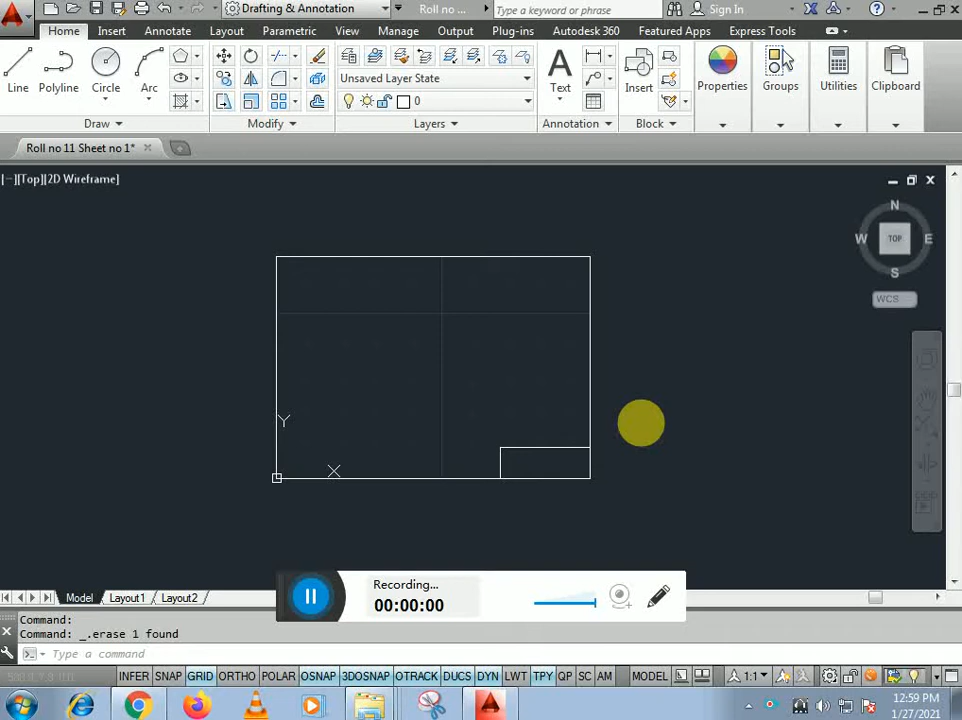 Drafting & Annotation
Roll no ...
Type a keyword or phrase
Sign In
Home Insert Annotate Layout Parametric View Manage Output Plug-ins Autodesk 360 Featured Apps Express Tools
Line
Polyline
Circle
Arc
Unsaved Layer State
0
Text
Insert
Properties
Groups
Utilities
Clipboard
Draw
Modify
Layers
Annotation
Block
Roll no 11 Sheet no 1*
[−][Top][2D Wireframe]
N
W TOP E
S
WCS
Y
X
Recording...
00:00:00
Model Layout1 Layout2
Command:
Command: _.erase 1 found
Type a command
INFER SNAP GRID ORTHO POLAR OSNAP 3DOSNAP OTRACK DUCS DYN LWT TPY QP SC AM MODEL 1:1
12:59 PM
1/27/2021